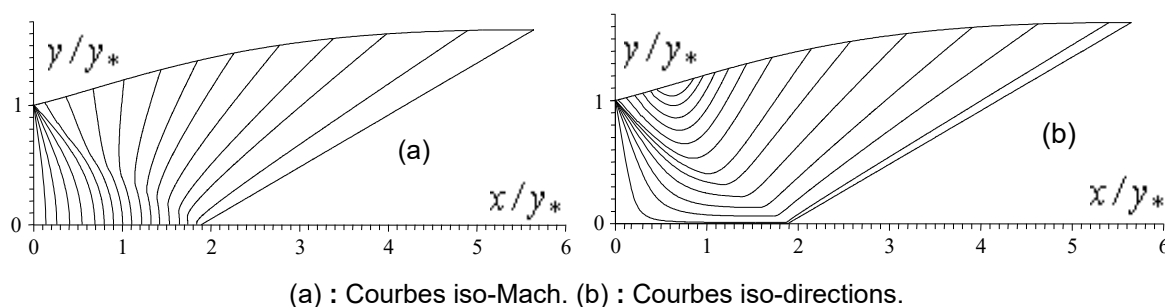 y/y*
y/y*
1
1
(a)
(b)
x/y*
x/y*
0
0
0 1 2 3 4 5 6
0 1 2 3 4 5 6
(a) : Courbes iso-Mach. (b) : Courbes iso-directions.